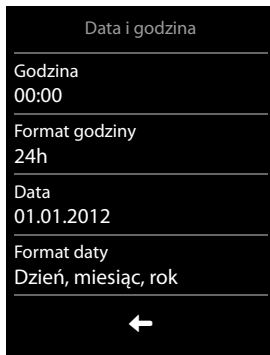 Data i godzina
Godzina
00:00
Format godziny
24h
Data
01.01.2012
Format daty
Dzień, miesiąc, rok